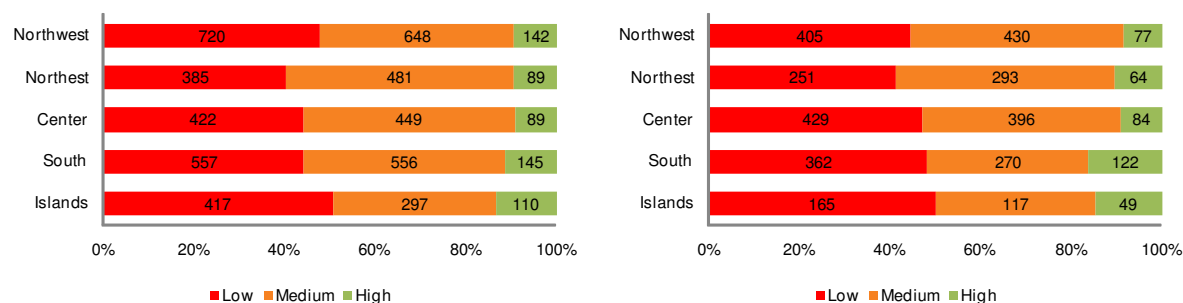 Northwest 720 648 142
Northest 385 481 89
Center 422 449 89
South 557 556 145
Islands 417 297 110
0% 20% 40% 60% 80% 100%
Low Medium High
Northwest 405 430 77
Northest 251 293 64
Center 429 396 84
South 362 270 122
Islands 165 117 49
0% 20% 40% 60% 80% 100%
Low Medium High